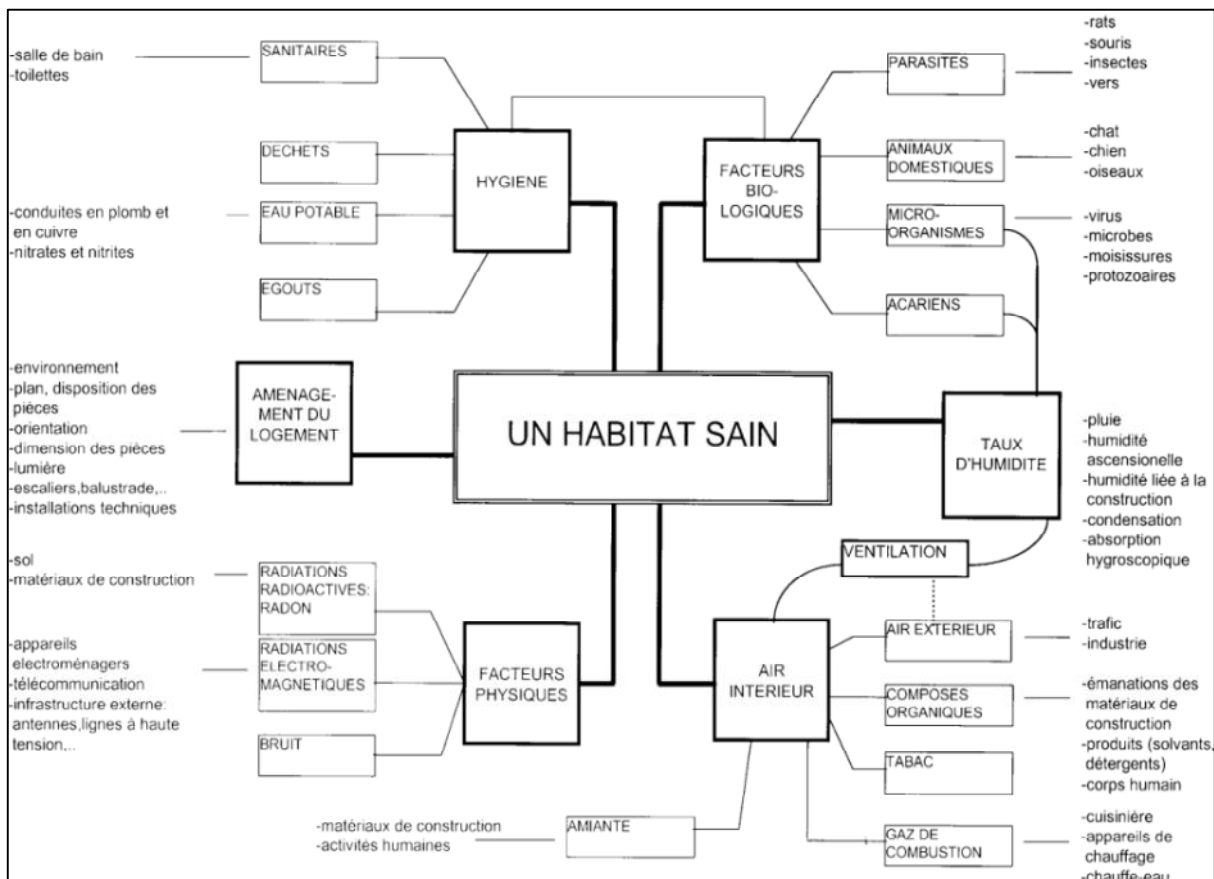 -salle de bain
-toilettes
SANITAIRES
DECHETS
-conduites en plomb et
en cuivre
-nitrates et nitrites
EAU POTABLE
EGOUTS
HYGIENE
FACTEURS
BIO-
LOGIQUES
PARASITES
-rats
-souris
-insectes
-vers
ANIMAUX
DOMESTIQUES
-chat
-chien
-oiseaux
MICRO-
ORGANISMES
-virus
-microbes
-moisissures
-protozoaires
ACARIENS
-environnement
-plan, disposition des
pièces
-orientation
-dimension des pièces
-lumière
-escaliers,balustrade,..
-installations techniques
AMENAGE-
MENT DU
LOGEMENT
UN HABITAT SAIN
TAUX
D'HUMIDITE
-pluie
-humidité
ascensionelle
-humidité liée à la
construction
-condensation
-absorption
hygroscopique
VENTILATION
-sol
-matériaux de construction
RADIATIONS
RADIOACTIVES:
RADON
-appareils
electroménagers
-télécommunication
-infrastructure externe:
antennes,lignes à haute
tension,..
RADIATIONS
ELECTRO-
MAGNETIQUES
BRUIT
FACTEURS
PHYSIQUES
AIR
INTERIEUR
AIR EXTERIEUR
-trafic
-industrie
COMPOSES
ORGANIQUES
-émanations des
matériaux de
construction
-produits (solvants,
détergents)
-corps humain
TABAC
-matériaux de construction
-activités humaines
AMIANTE
GAZ DE
COMBUSTION
-cuisinière
-appareils de
chauffage
-chauffe-eau